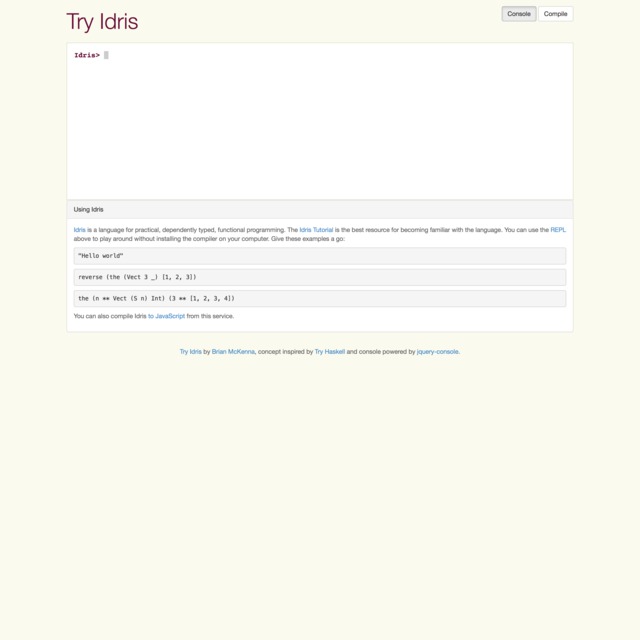 Try Idris
Console
Compile
Idris>
Using Idris
Idris is a language for practical, dependently typed, functional programming. The Idris Tutorial is the best resource for becoming familiar with the language. You can use the REPL
above to play around without installing the compiler on your computer. Give these examples a go:
"Hello world"
reverse (the (Vect 3 _) [1, 2, 3])
the (n ** Vect (S n) Int) (3 ** [1, 2, 3, 4])
You can also compile Idris to JavaScript from this service.
Try Idris by Brian McKenna, concept inspired by Try Haskell and console powered by jquery-console.